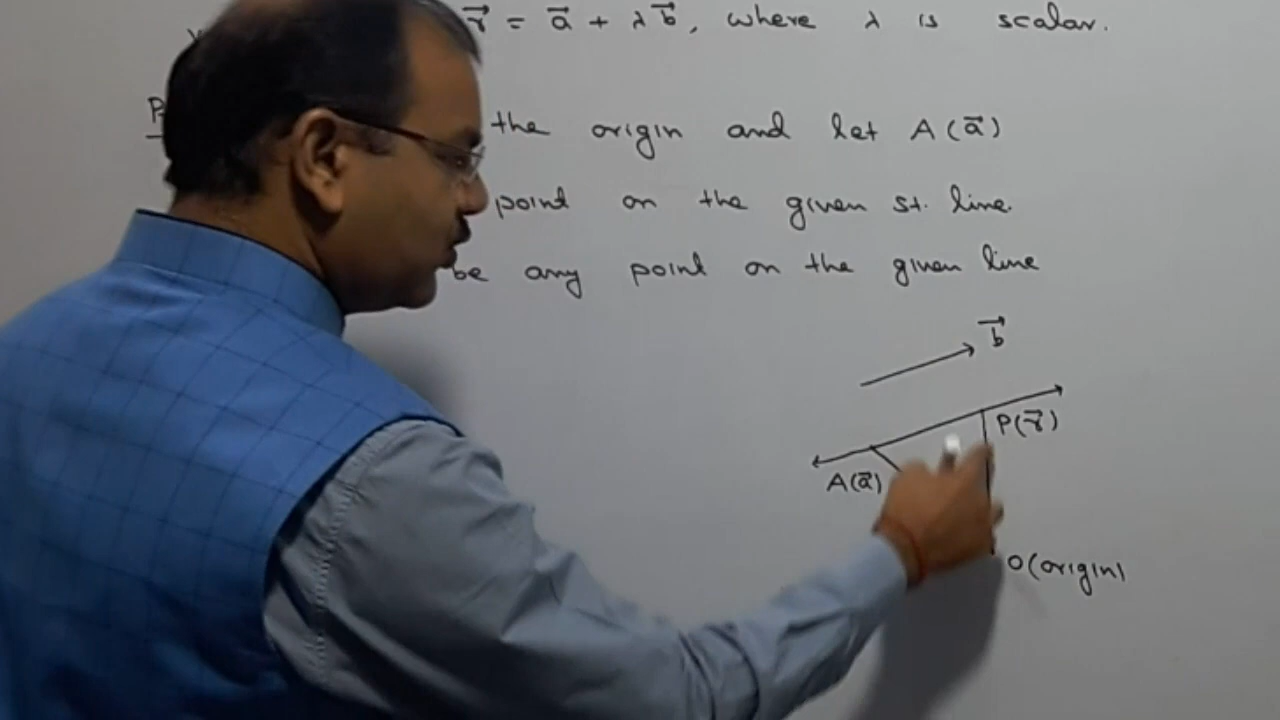 r⃗ = a⃗ + λb⃗, where λ is scalar.
the origin and let A(a⃗)
point on the given st. line.
be any point on the given line
b⃗
P(r⃗)
A(a⃗)
O(origin)